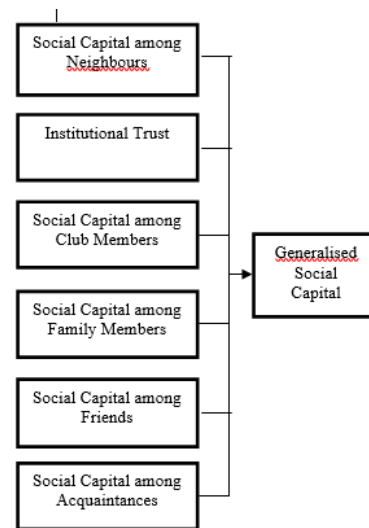 Social Capital among
Neighbours
Institutional Trust
Social Capital among
Club Members
Social Capital among
Family Members
Social Capital among
Friends
Social Capital among
Acquaintances
Generalised
Social
Capital